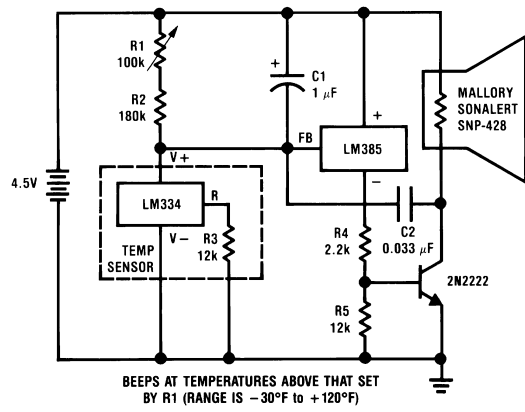 R1
100k
+
C1
1 μF
R2
180k
MALLORY
SONALERT
SNP-428
+
FB
LM385
V+
−
4.5V
LM334
R
C2
0.033 μF
V−
R3
12k
R4
2.2k
TEMP
SENSOR
2N2222
R5
12k
BEEPS AT TEMPERATURES ABOVE THAT SET
BY R1 (RANGE IS −30°F to +120°F)